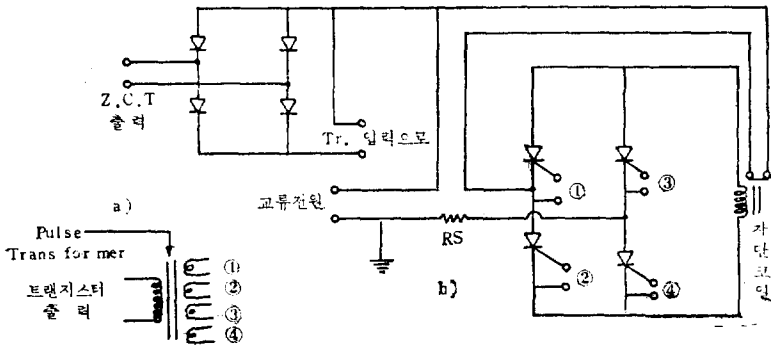 Z.C.T
출력
Tr. 입력으로
교류전원
RS
①
③
②
④
차단코일
a)
Pulse
Trans for mer
트랜지스터
출력
①
②
③
④
b)